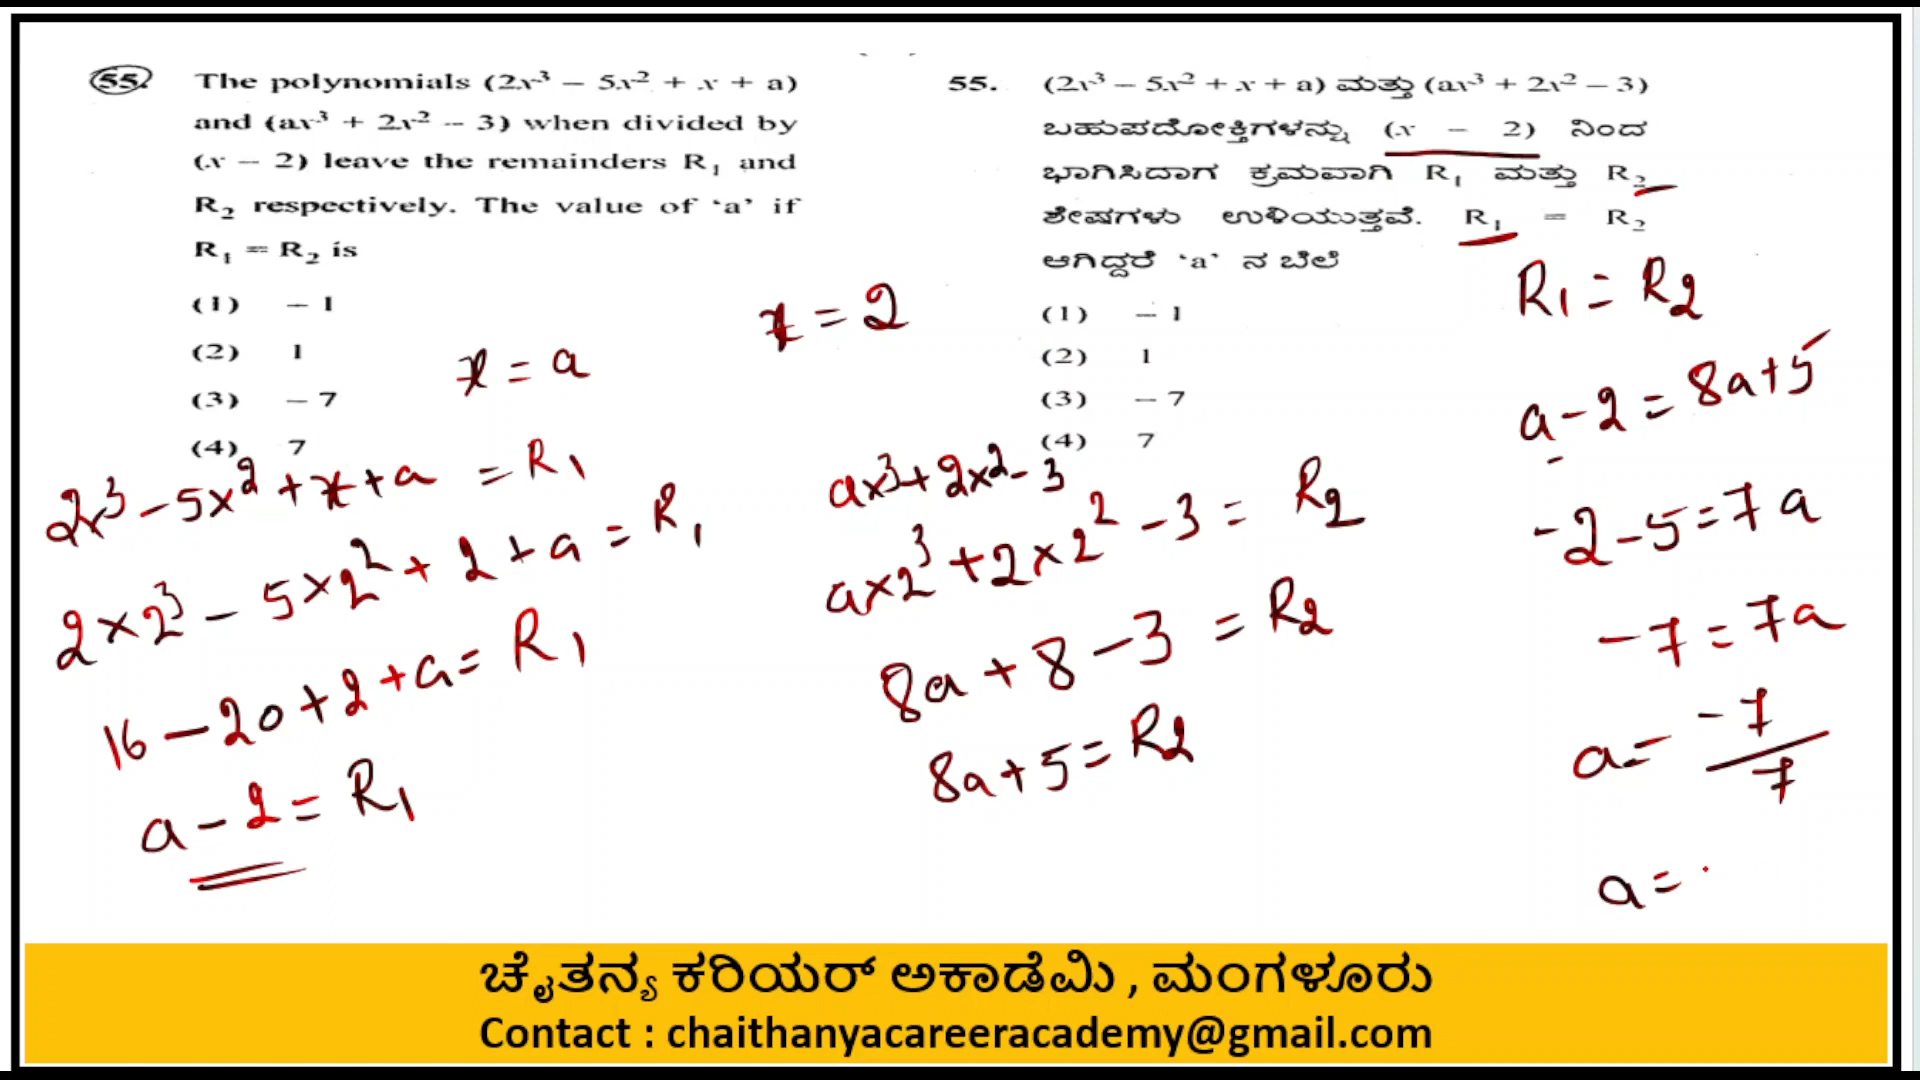 55. The polynomials (2x³ – 5x² + x + a)
and (ax³ + 2x² – 3) when divided by
(x – 2) leave the remainders R₁ and
R₂ respectively. The value of ‘a’ if
R₁ = R₂ is
(1) – 1
(2) 1
(3) – 7
(4) 7
55. (2x³ – 5x² + x + a) ಮತ್ತು (ax³ + 2x² – 3)
ಬಹುಪದೋಕ್ತಿಗಳನ್ನು (x – 2) ನಿಂದ
ಭಾಗಿಸಿದಾಗ ಕ್ರಮವಾಗಿ R₁ ಮತ್ತು R₂
ಶೇಷಗಳು ಉಳಿಯುತ್ತವೆ. R₁ = R₂
ಆಗಿದ್ದರೆ ‘a’ ನ ಬೆಲೆ
(1) – 1
(2) 1
(3) – 7
(4) 7
x = a
x = 2
2x³ – 5x² + x + a = R₁
2×2³ – 5×2² + 2 + a = R₁
16 – 20 + 2 + a = R₁
a – 2 = R₁
ax³ + 2x² – 3
a×2³ + 2×2² – 3 = R₂
8a + 8 – 3 = R₂
8a + 5 = R₂
R₁ = R₂
a – 2 = 8a + 5
–2 – 5 = 7a
–7 = 7a
a = –7/7
a =
ಚೈತನ್ಯ ಕರಿಯರ್ ಅಕಾಡೆಮಿ , ಮಂಗಳೂರು
Contact : chaithanyacareeracademy@gmail.com